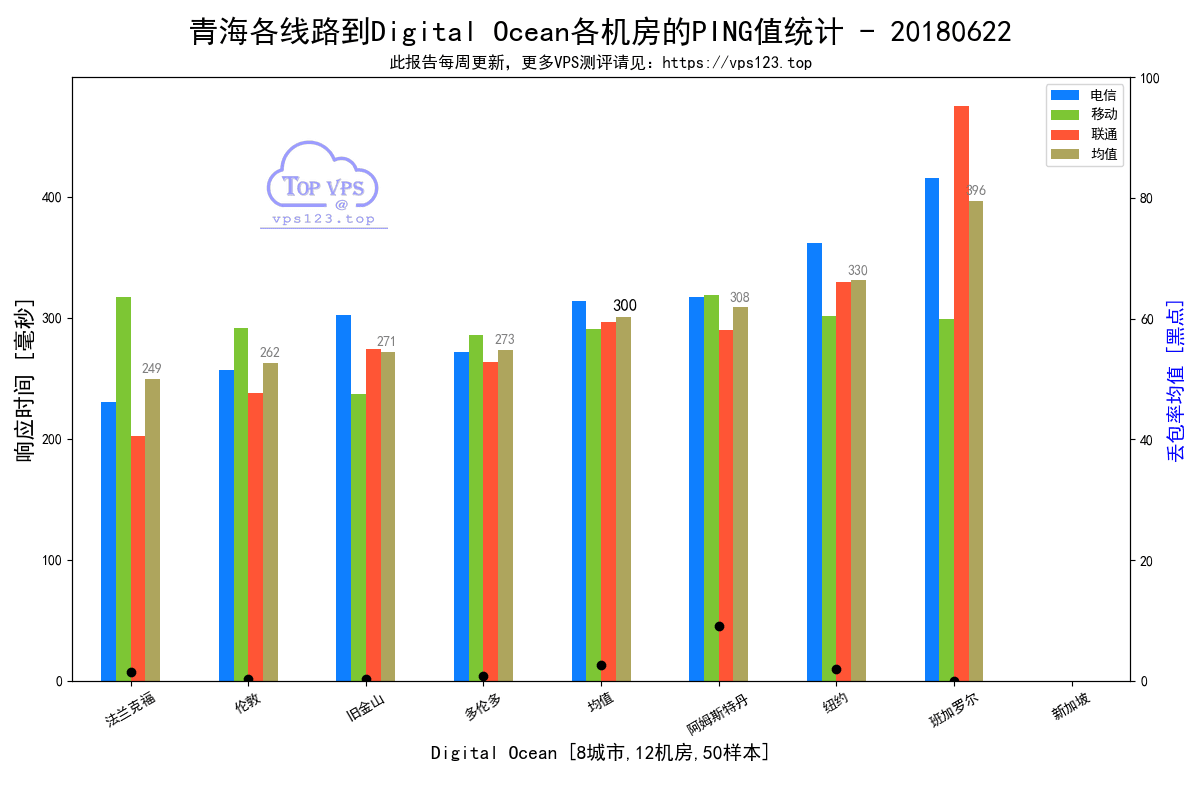 青海各线路到Digital Ocean各机房的PING值统计 - 20180622
此报告每周更新，更多VPS测评请见：https://vps123.top
电信
移动
联通
均值
TOP VPS
@
vps123.top
响应时间 [毫秒]
丢包率均值 [黑点]
400
300
200
100
0
100
80
60
40
20
0
249
262
271
273
300
308
330
396
法兰克福
伦敦
旧金山
多伦多
均值
阿姆斯特丹
纽约
班加罗尔
新加坡
Digital Ocean [8城市,12机房,50样本]